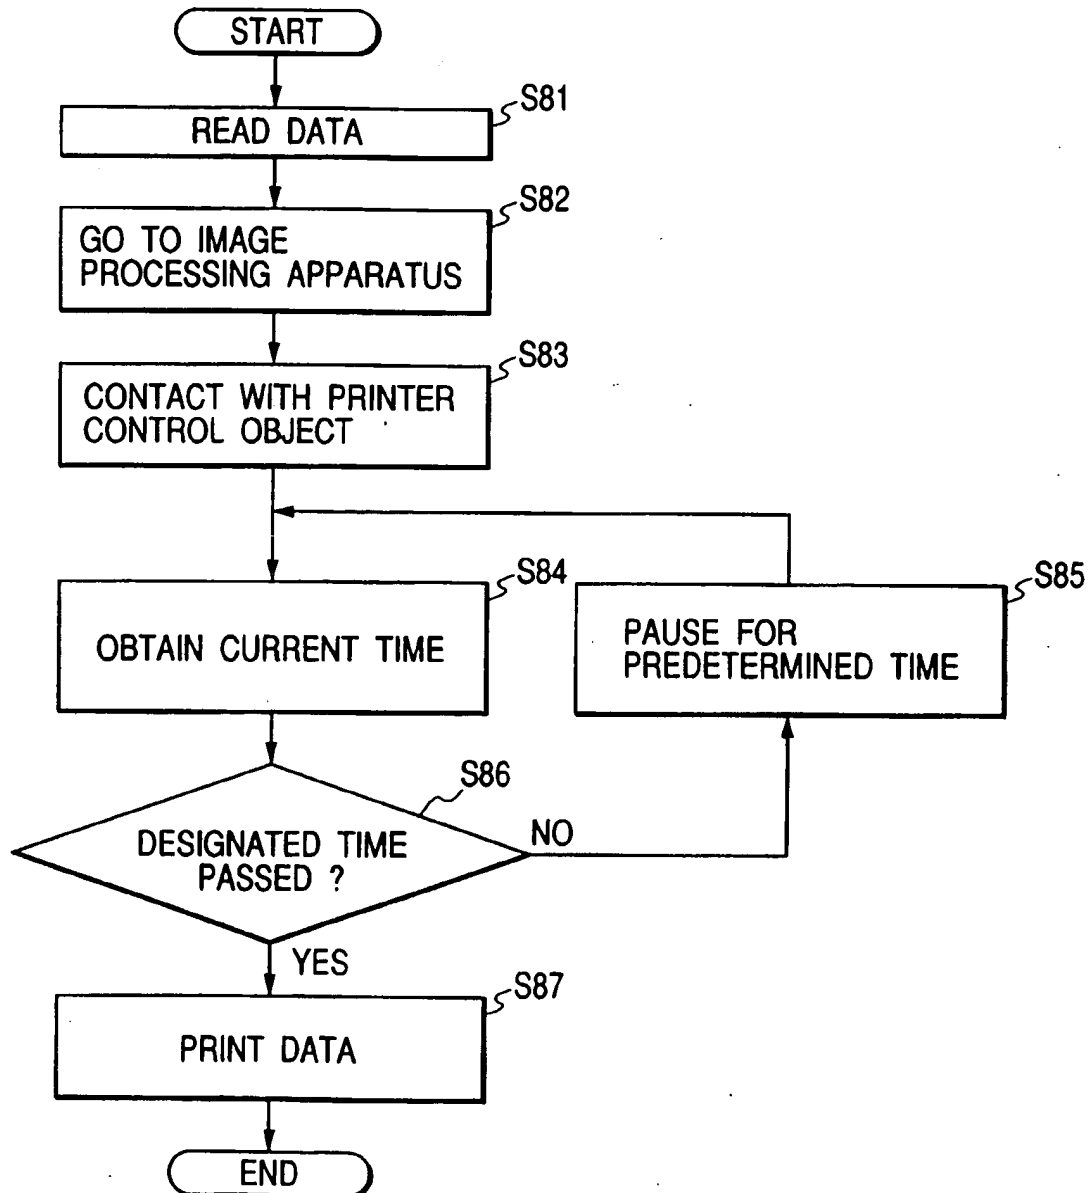 START
S81
READ DATA
S82
GO TO IMAGE
PROCESSING APPARATUS
S83
CONTACT WITH PRINTER
CONTROL OBJECT
S84
OBTAIN CURRENT TIME
S85
PAUSE FOR
PREDETERMINED TIME
S86
DESIGNATED TIME
PASSED ?
NO
YES
S87
PRINT DATA
END